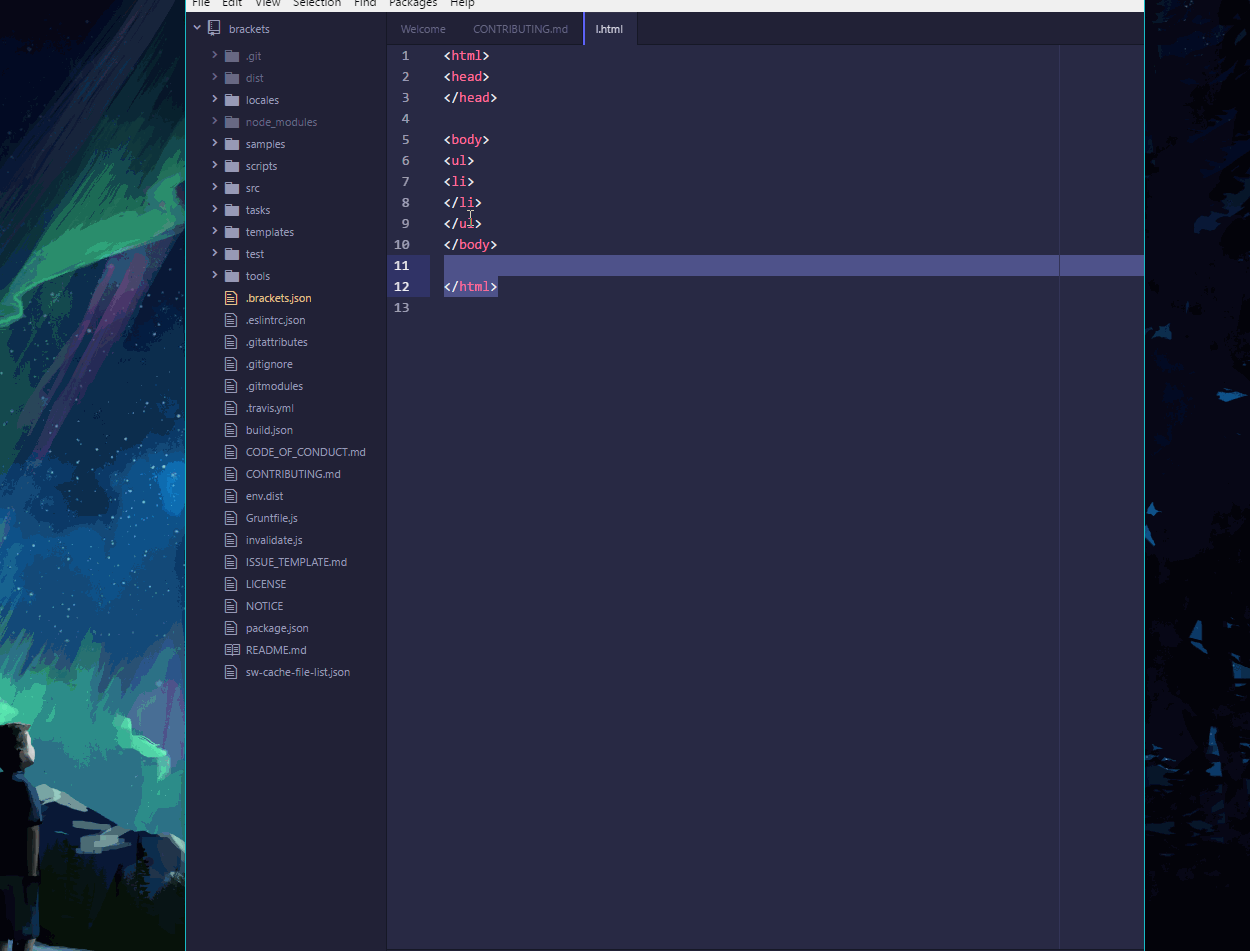 File Edit View Selection Find Packages Help
brackets
.git
dist
locales
node_modules
samples
scripts
src
tasks
templates
test
tools
.brackets.json
.eslintrc.json
.gitattributes
.gitignore
.gitmodules
.travis.yml
build.json
CODE_OF_CONDUCT.md
CONTRIBUTING.md
env.dist
Gruntfile.js
invalidate.js
ISSUE_TEMPLATE.md
LICENSE
NOTICE
package.json
README.md
sw-cache-file-list.json
Welcome CONTRIBUTING.md l.html
1 <html>
2 <head>
3 </head>
4
5 <body>
6 <ul>
7 <li>
8 </li>
9 </ul>
10 </body>
11
12 </html>
13